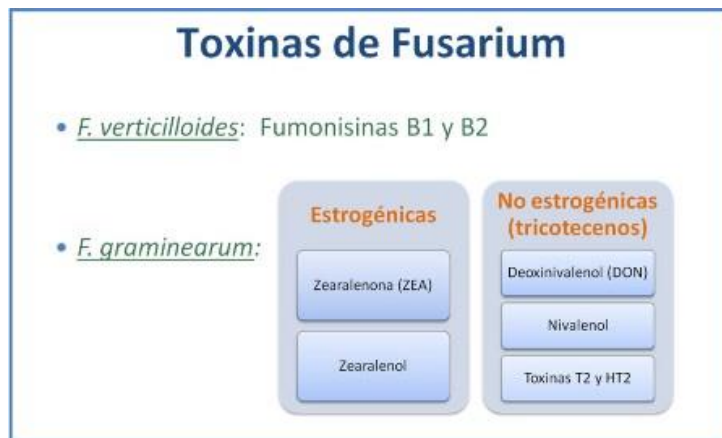 Toxinas de Fusarium
• F. verticilloides: Fumonisinas B1 y B2
• F. graminearum:
Estrogénicas
Zearalenona (ZEA)
Zearalenol
No estrogénicas
(tricotecenos)
Deoxinivalenol (DON)
Nivalenol
Toxinas T2 y HT2